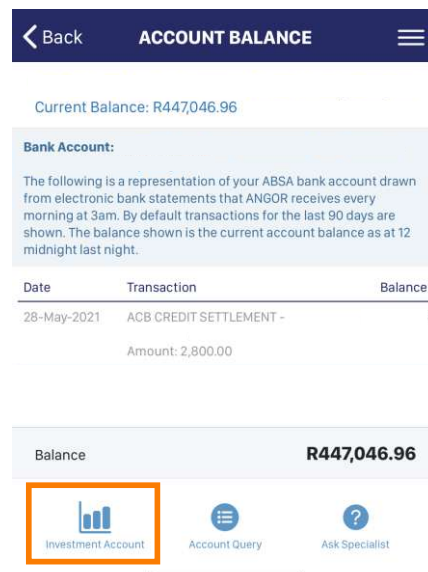 Back ACCOUNT BALANCE
Current Balance: R447,046.96
Bank Account:
The following is a representation of your ABSA bank account drawn
from electronic bank statements that ANGOR receives every
morning at 3am. By default transactions for the last 90 days are
shown. The balance shown is the current account balance as at 12
midnight last night.
Date Transaction Balance
28-May-2021 ACB CREDIT SETTLEMENT -
Amount: 2,800.00
Balance R447,046.96
Investment Account Account Query Ask Specialist